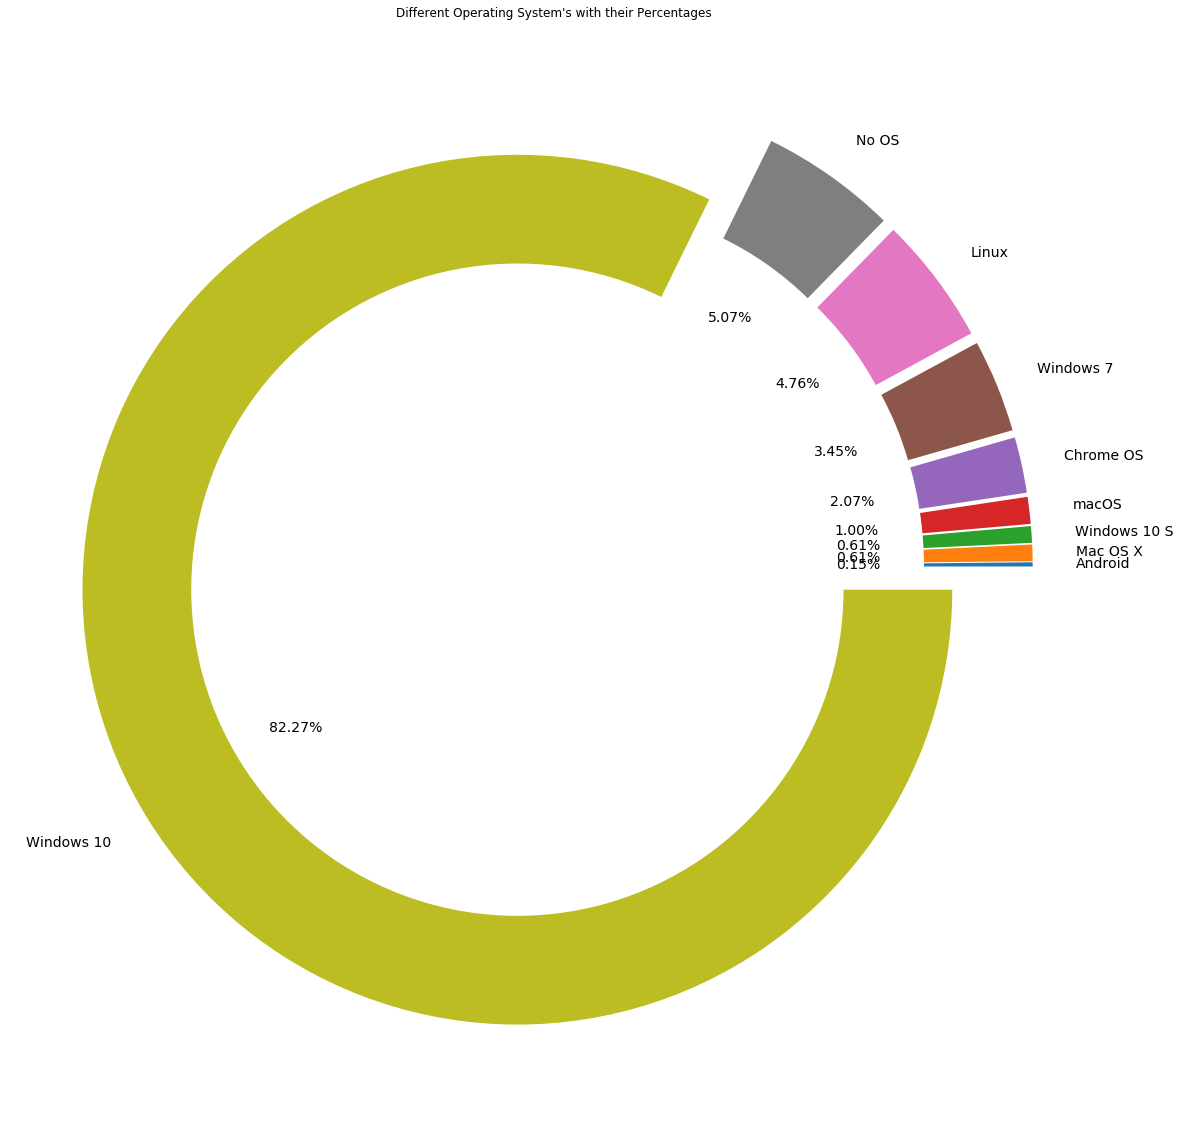 Different Operating System's with their Percentages
No OS
Linux
5.07%
Windows 7
4.76%
3.45%
Chrome OS
2.07%
macOS
1.00%
Windows 10 S
0.61%
Mac OS X
0.61%
Android
0.15%
82.27%
Windows 10